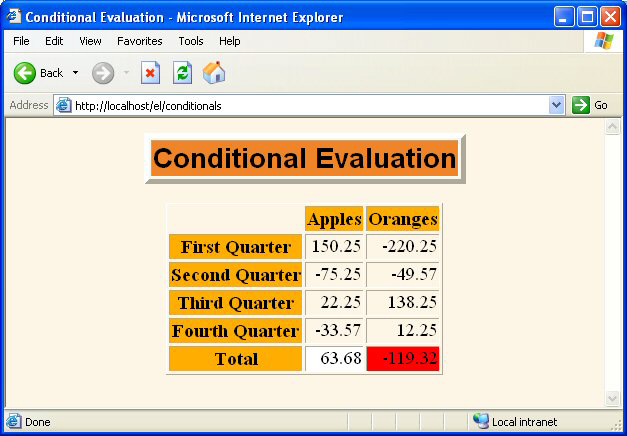 Conditional Evaluation - Microsoft Internet Explorer
File Edit View Favorites Tools Help
Back
Address http://localhost/el/conditionals Go
Conditional Evaluation
Apples Oranges
First Quarter 150.25 -220.25
Second Quarter -75.25 -49.57
Third Quarter 22.25 138.25
Fourth Quarter -33.57 12.25
Total 63.68 -119.32
Done Local intranet